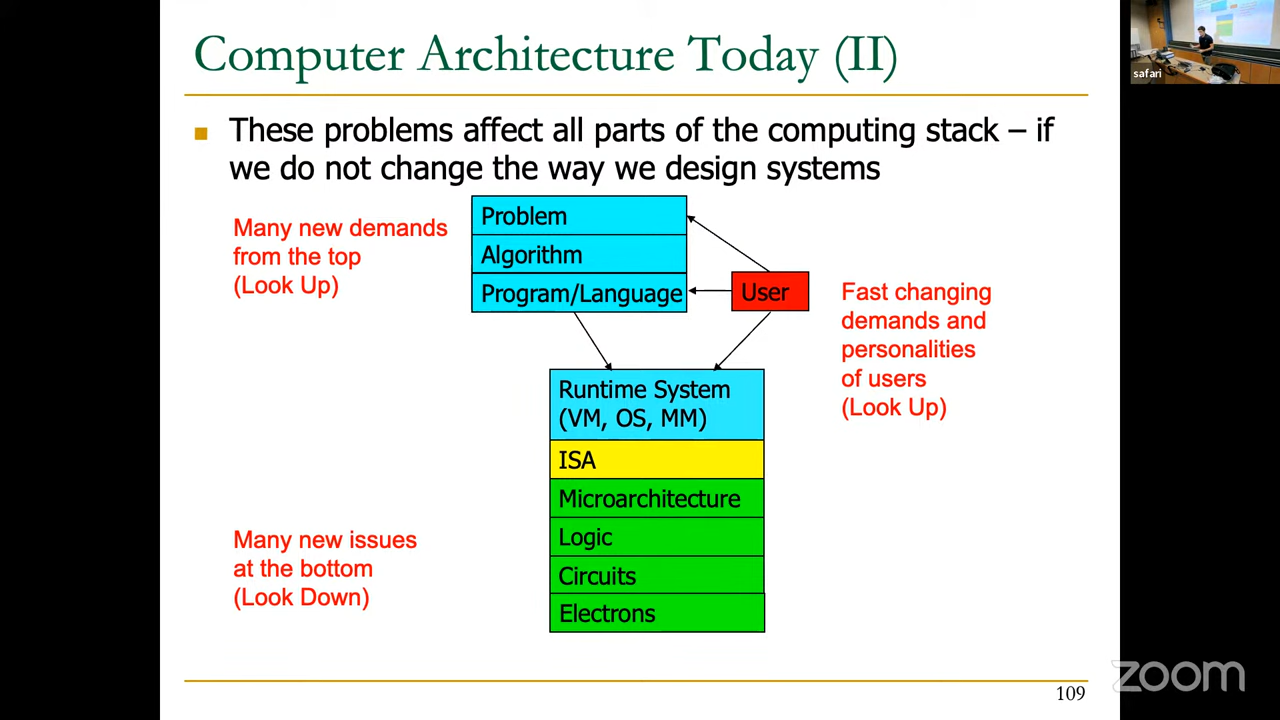 Computer Architecture Today (II)
These problems affect all parts of the computing stack – if
we do not change the way we design systems
Many new demands
from the top
(Look Up)
Problem
Algorithm
Program/Language
User
Fast changing
demands and
personalities
of users
(Look Up)
Runtime System
(VM, OS, MM)
ISA
Microarchitecture
Logic
Circuits
Electrons
Many new issues
at the bottom
(Look Down)
109
safari
zoom